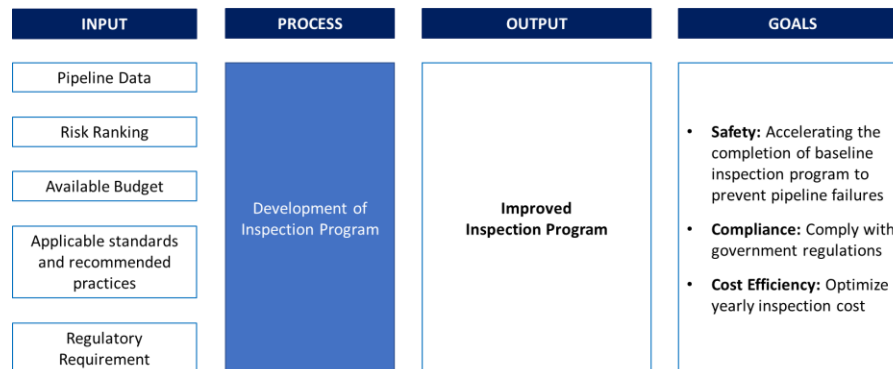 INPUT
Pipeline Data
Risk Ranking
Available Budget
Applicable standards
and recommended
practices
Regulatory
Requirement
PROCESS
Development of
Inspection Program
OUTPUT
Improved
Inspection Program
GOALS
• Safety: Accelerating the
completion of baseline
inspection program to
prevent pipeline failures
• Compliance: Comply with
government regulations
• Cost Efficiency: Optimize
yearly inspection cost